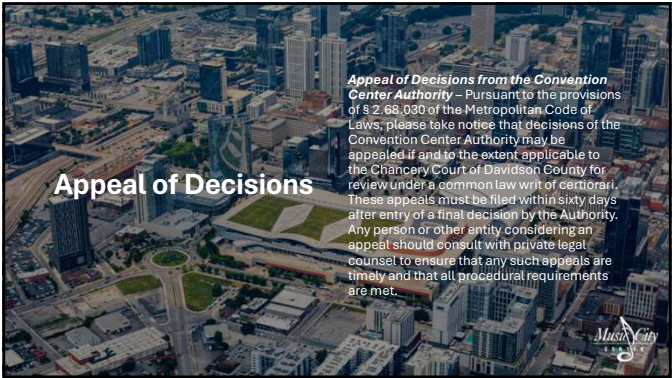 Appeal of Decisions
Appeal of Decisions from the Convention
Center Authority – Pursuant to the provisions
of § 2.68.030 of the Metropolitan Code of
Laws, please take notice that decisions of the
Convention Center Authority may be
appealed if and to the extent applicable to
the Chancery Court of Davidson County for
review under a common law writ of certiorari.
These appeals must be filed within sixty days
after entry of a final decision by the Authority.
Any person or other entity considering an
appeal should consult with private legal
counsel to ensure that any such appeals are
timely and that all procedural requirements
are met.
Music City
CENTER